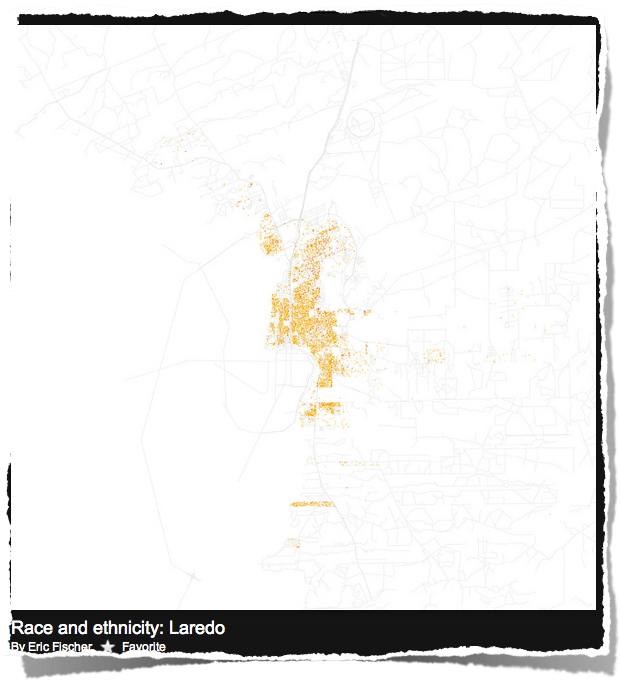 Race and ethnicity: Laredo
By Eric Fischer ★ Favorite